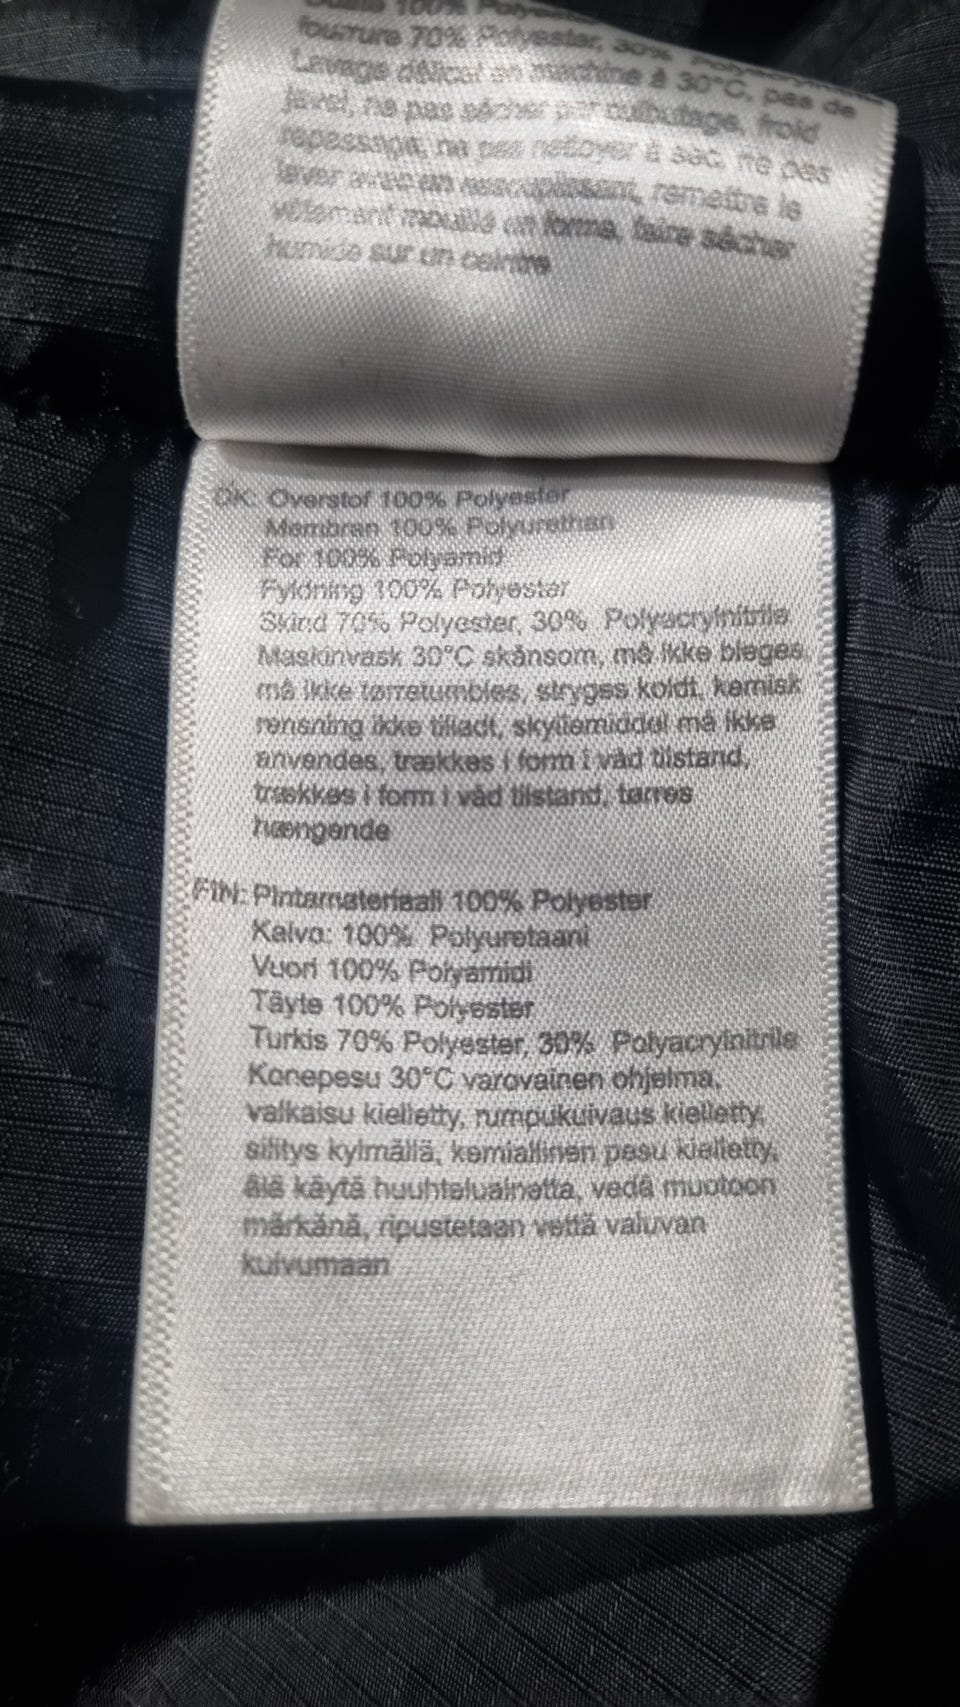 Ouatte 100% Polyester
fourrure 70% Polyester, 30%
Lavage délicat en machine à 30°C, pas de
javel, ne pas sécher par culbutage, froid
repassage, ne pas nettoyer à sec, ne pas
laver avec en assouplissant, remettre le
vêtement mouillé en forme, faire sécher
humide sur un ceintre
DK: Overstof 100% Polyester
Membran 100% Polyurethan
For 100% Polyamid
Fyldning 100% Polyester
Skind 70% Polyester, 30% Polyacrylnitrile
Maskinvask 30°C skånsom, må ikke bleges,
må ikke tørretumbles, stryges koldt, kemisk
rensning ikke tilladt, skyllemiddel må ikke
anvendes, trækkes i form i våd tilstand,
trækkes i form i våd tilstand, tørres
hængende
FIN: Pintamateriaali 100% Polyester
Kalvo: 100% Polyuretaani
Vuori 100% Polyamidi
Täyte 100% Polyester
Turkis 70% Polyester, 30% Polyacrylnitrile
Konepesu 30°C varovainen ohjelma,
valkaisu kielletty, rumpukuivaus kielletty,
silitys kylmällä, kemiallinen pesu kielletty,
älä käytä huuhteluainetta, vedä muotoon
märkänä, ripustetaan vettä valuvan
kuivumaan